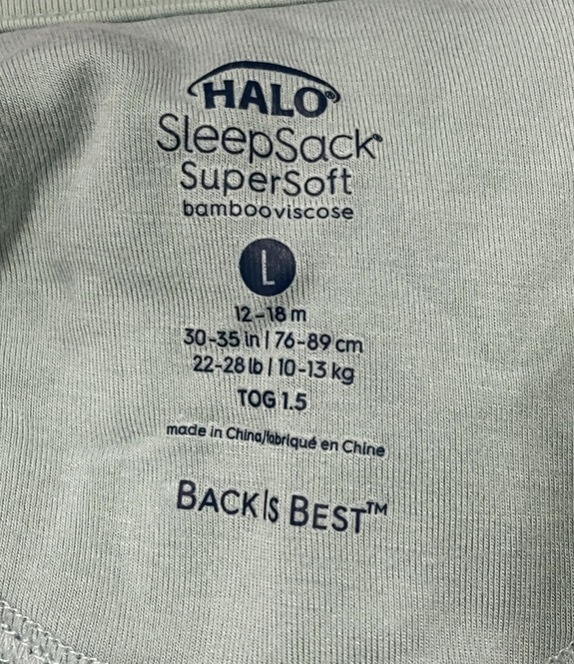 HALO®
SleepSack®
SuperSoft
bambooviscose
L
12-18 m
30-35 in | 76-89 cm
22-28 lb | 10-13 kg
TOG 1.5
made in China/fabriqué en Chine
BACK IS BEST™